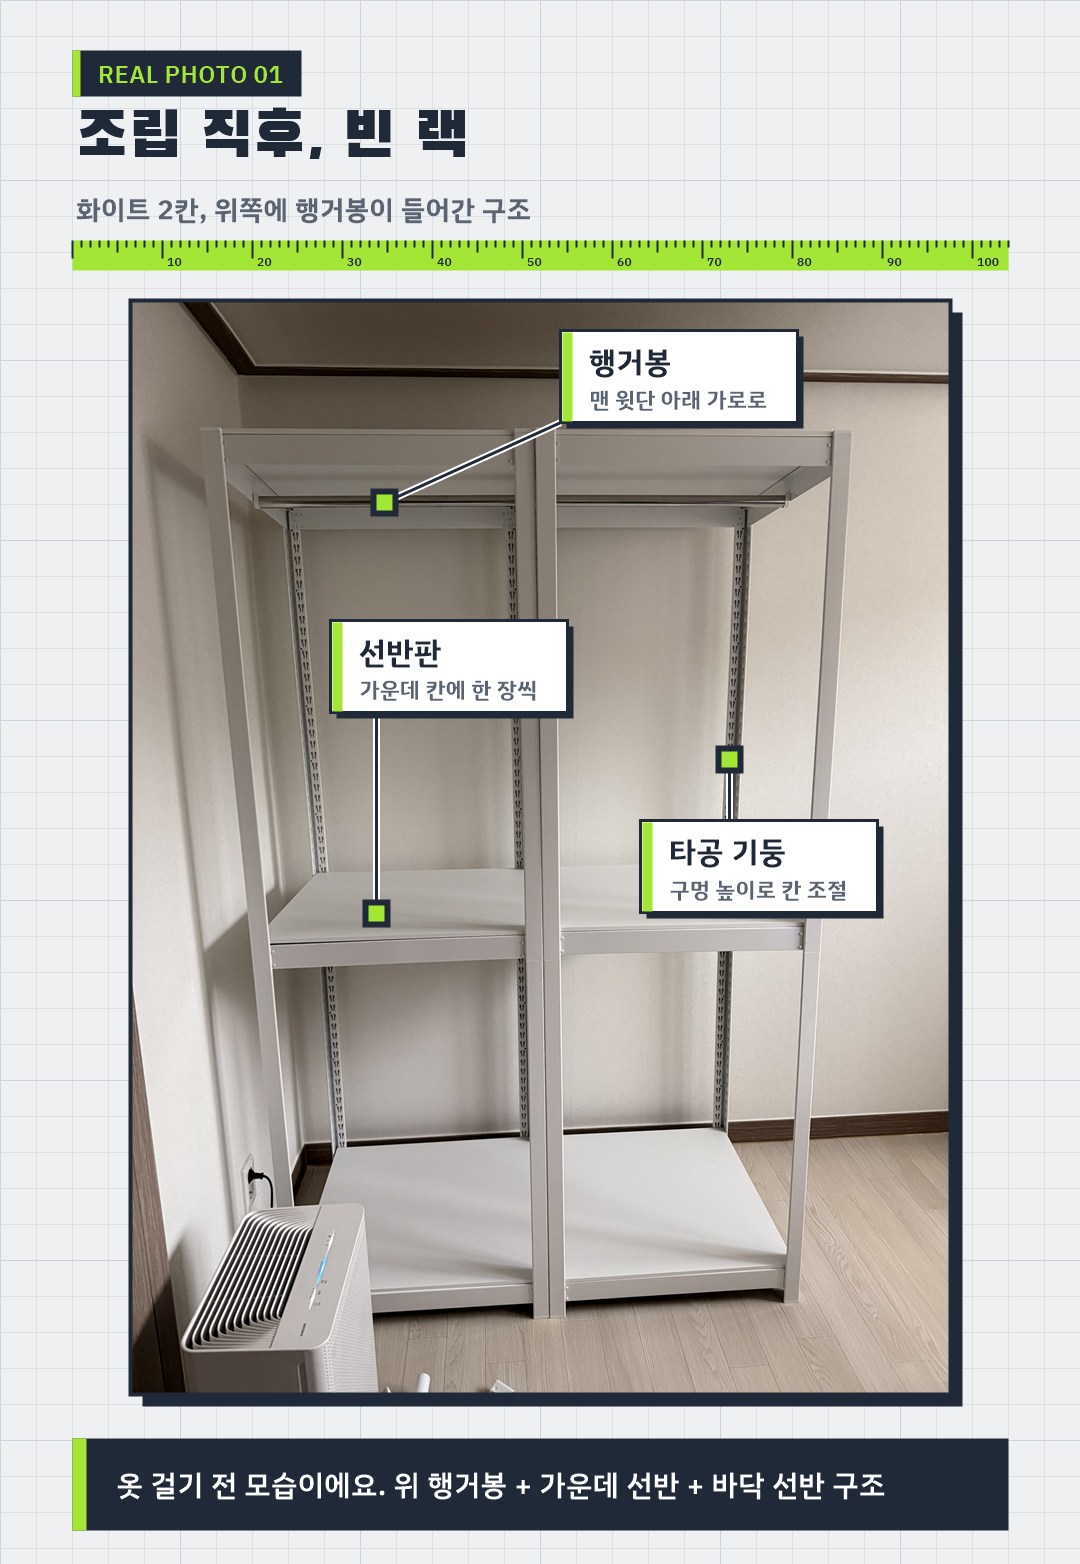 REAL PHOTO 01
조립 직후, 빈 랙
화이트 2칸, 위쪽에 행거봉이 들어간 구조
10 20 30 40 50 60 70 80 90 100
행거봉
맨 윗단 아래 가로로
선반판
가운데 칸에 한 장씩
타공 기둥
구멍 높이로 칸 조절
옷 걸기 전 모습이에요. 위 행거봉 + 가운데 선반 + 바닥 선반 구조